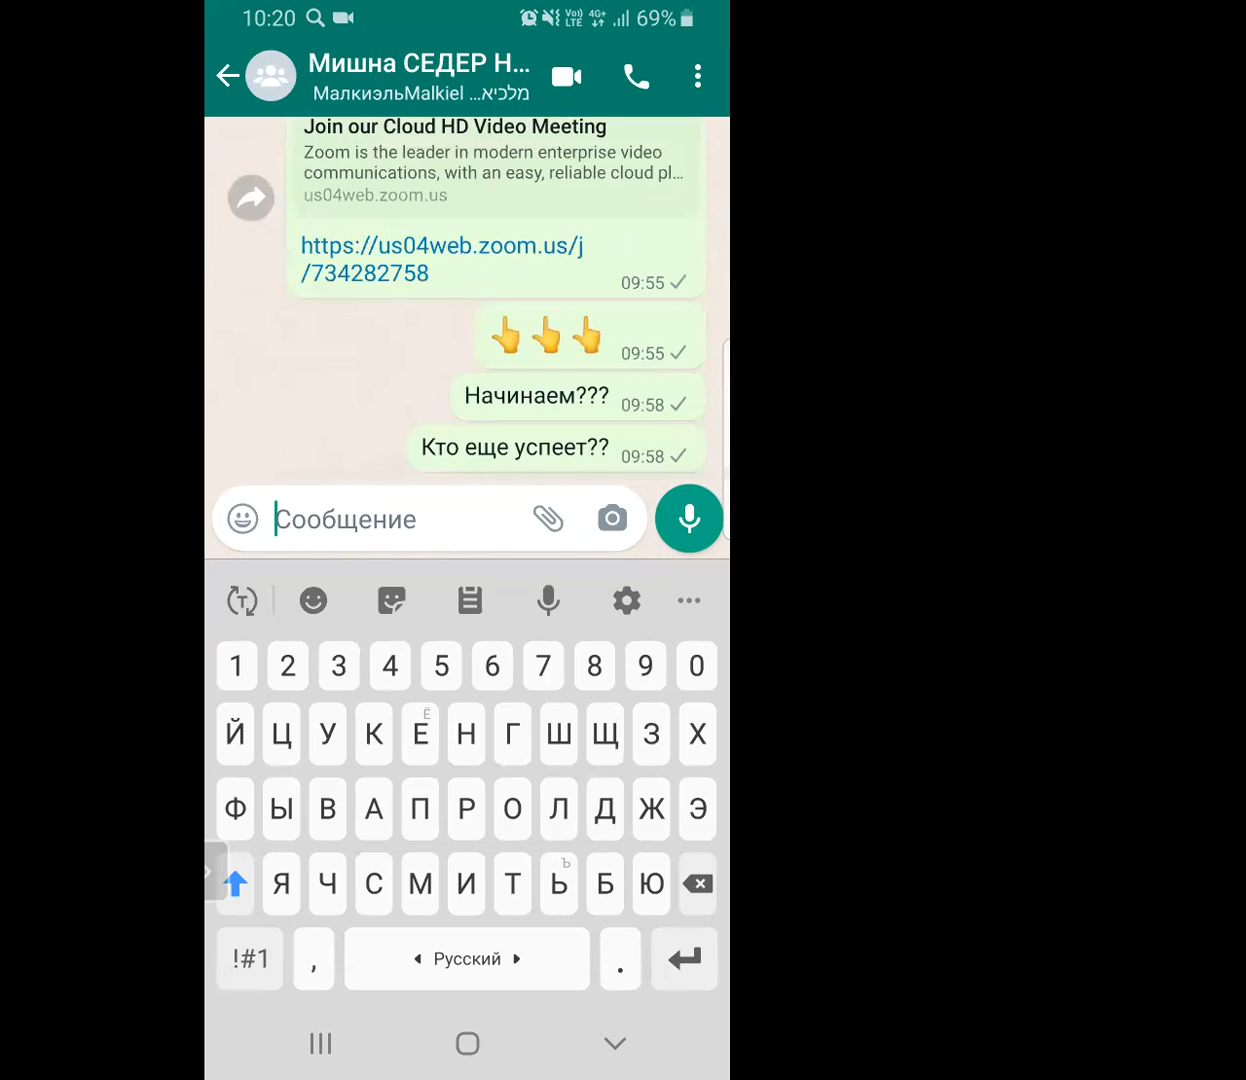 10:20 Vo) LTE 4G+ 69%
Мишна СЕДЕР Н...
МалкиэльMalkiel מלכיא...
Join our Cloud HD Video Meeting
Zoom is the leader in modern enterprise video
communications, with an easy, reliable cloud pl...
us04web.zoom.us
https://us04web.zoom.us/j
/734282758
09:55
👆👆👆 09:55
Начинаем??? 09:58
Кто еще успеет?? 09:58
Сообщение
T
1 2 3 4 5 6 7 8 9 0
Й Ц У К Е Ё Н Г Ш Щ З Х
Ф Ы В А П Р О Л Д Ж Э
Я Ч С М И Т Ь Ъ Б Ю
!#1 , Русский .